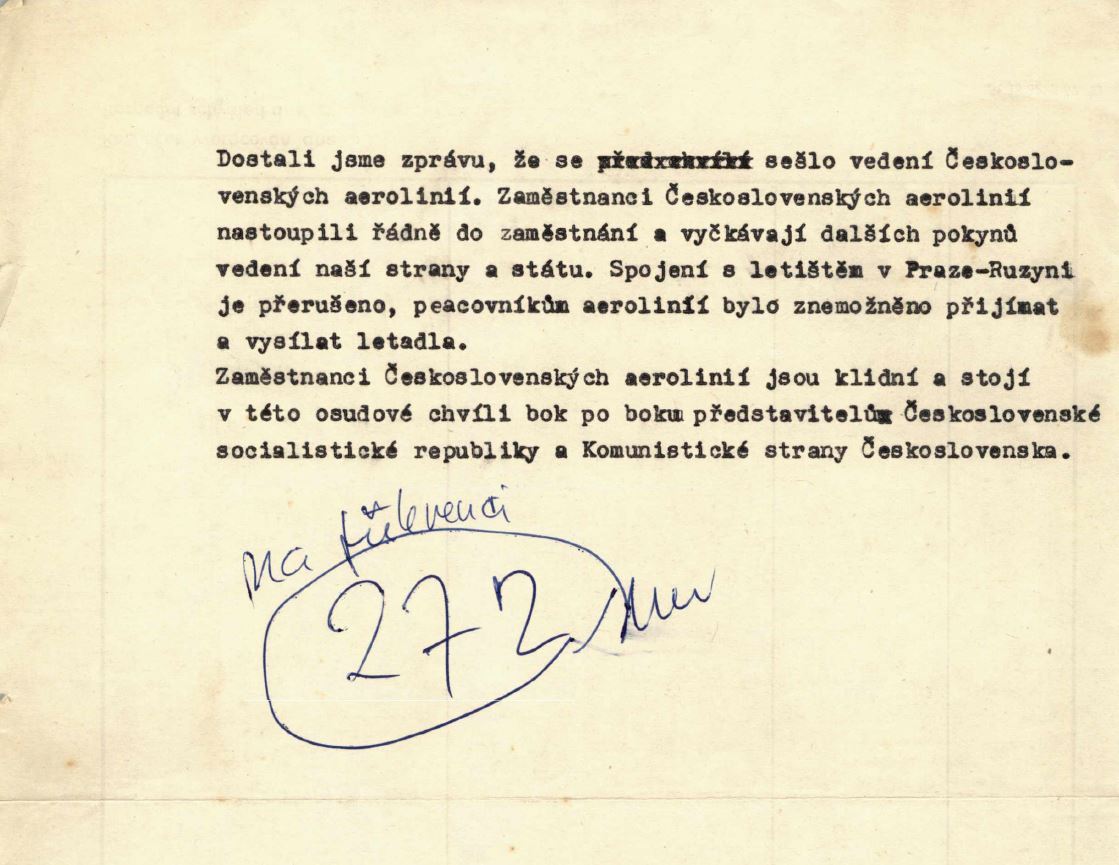 Dostali jsme zprávu, že se sešlo vedení Českoslo-
venských aerolinií. Zaměstnanci Československých aerolinií
nastoupili řádně do zaměstnání a vyčkávají dalších pokynů
vedení naší strany a státu. Spojení s letištěm v Praze-Ruzyni
je přerušeno, peacovníkům aerolinií bylo znemožněno přijímat
a vysílat letadla.
Zaměstnanci Československých aerolinií jsou klidní a stojí
v této osudové chvíli bok po boku představitelů Československé
socialistické republiky a Komunistické strany Československa.
na
272